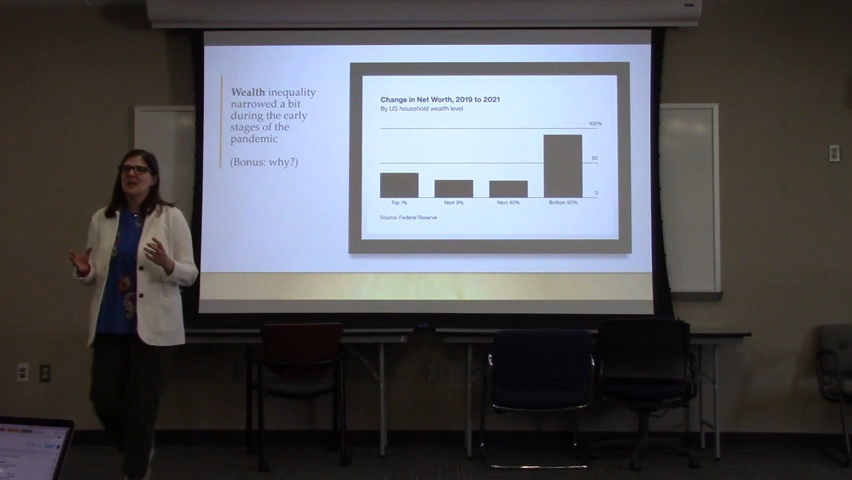 Wealth inequality
narrowed a bit
during the early
stages of the
pandemic
(Bonus: why?)
Change in Net Worth, 2019 to 2021
By US household wealth level
100%
50
0
Top 1%
Next 9%
Next 40%
Bottom 50%
Source: Federal Reserve